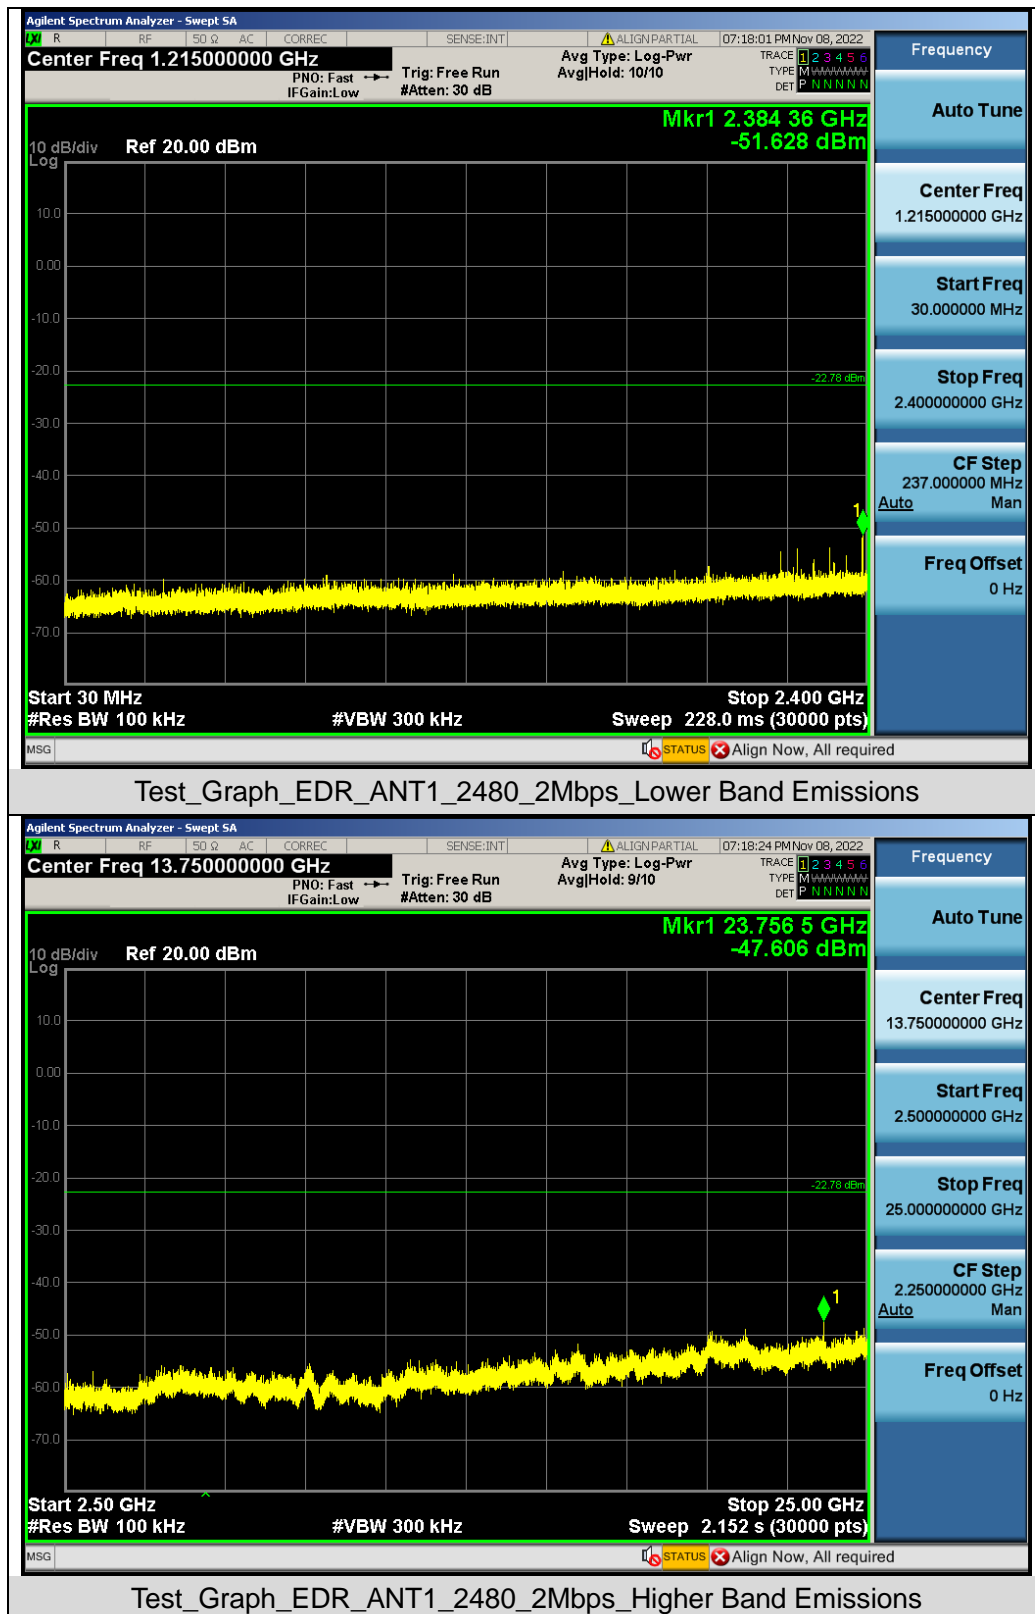 Agilent Spectrum Analyzer - Swept SA
LXI R RF 50 Ω AC CORREC SENSE:INT ALIGN PARTIAL 07:18:01 PM Nov 08, 2022
Center Freq 1.215000000 GHz
PNO: Fast
IFGain:Low
Trig: Free Run
#Atten: 30 dB
Avg Type: Log-Pwr
Avg|Hold: 10/10
TRACE 1 2 3 4 5 6
TYPE M
DET P N N N N N
Mkr1 2.384 36 GHz
-51.628 dBm
10 dB/div Ref 20.00 dBm
Log
10.0
0.00
-10.0
-20.0
-22.78 dBm
-30.0
-40.0
-50.0
1
-60.0
-70.0
Start 30 MHz Stop 2.400 GHz
#Res BW 100 kHz #VBW 300 kHz Sweep 228.0 ms (30000 pts)
MSG STATUS Align Now, All required
Frequency
Auto Tune
Center Freq
1.215000000 GHz
Start Freq
30.000000 MHz
Stop Freq
2.400000000 GHz
CF Step
237.000000 MHz
Auto Man
Freq Offset
0 Hz
Test_Graph_EDR_ANT1_2480_2Mbps_Lower Band Emissions
Agilent Spectrum Analyzer - Swept SA
LXI R RF 50 Ω AC CORREC SENSE:INT ALIGN PARTIAL 07:18:24 PM Nov 08, 2022
Center Freq 13.750000000 GHz
PNO: Fast
IFGain:Low
Trig: Free Run
#Atten: 30 dB
Avg Type: Log-Pwr
Avg|Hold: 9/10
TRACE 1 2 3 4 5 6
TYPE M
DET P N N N N N
Mkr1 23.756 5 GHz
-47.606 dBm
10 dB/div Ref 20.00 dBm
Log
10.0
0.00
-10.0
-20.0
-22.78 dBm
-30.0
-40.0
1
-50.0
-60.0
-70.0
Start 2.50 GHz Stop 25.00 GHz
#Res BW 100 kHz #VBW 300 kHz Sweep 2.152 s (30000 pts)
MSG STATUS Align Now, All required
Frequency
Auto Tune
Center Freq
13.750000000 GHz
Start Freq
2.500000000 GHz
Stop Freq
25.000000000 GHz
CF Step
2.250000000 GHz
Auto Man
Freq Offset
0 Hz
Test_Graph_EDR_ANT1_2480_2Mbps_Higher Band Emissions